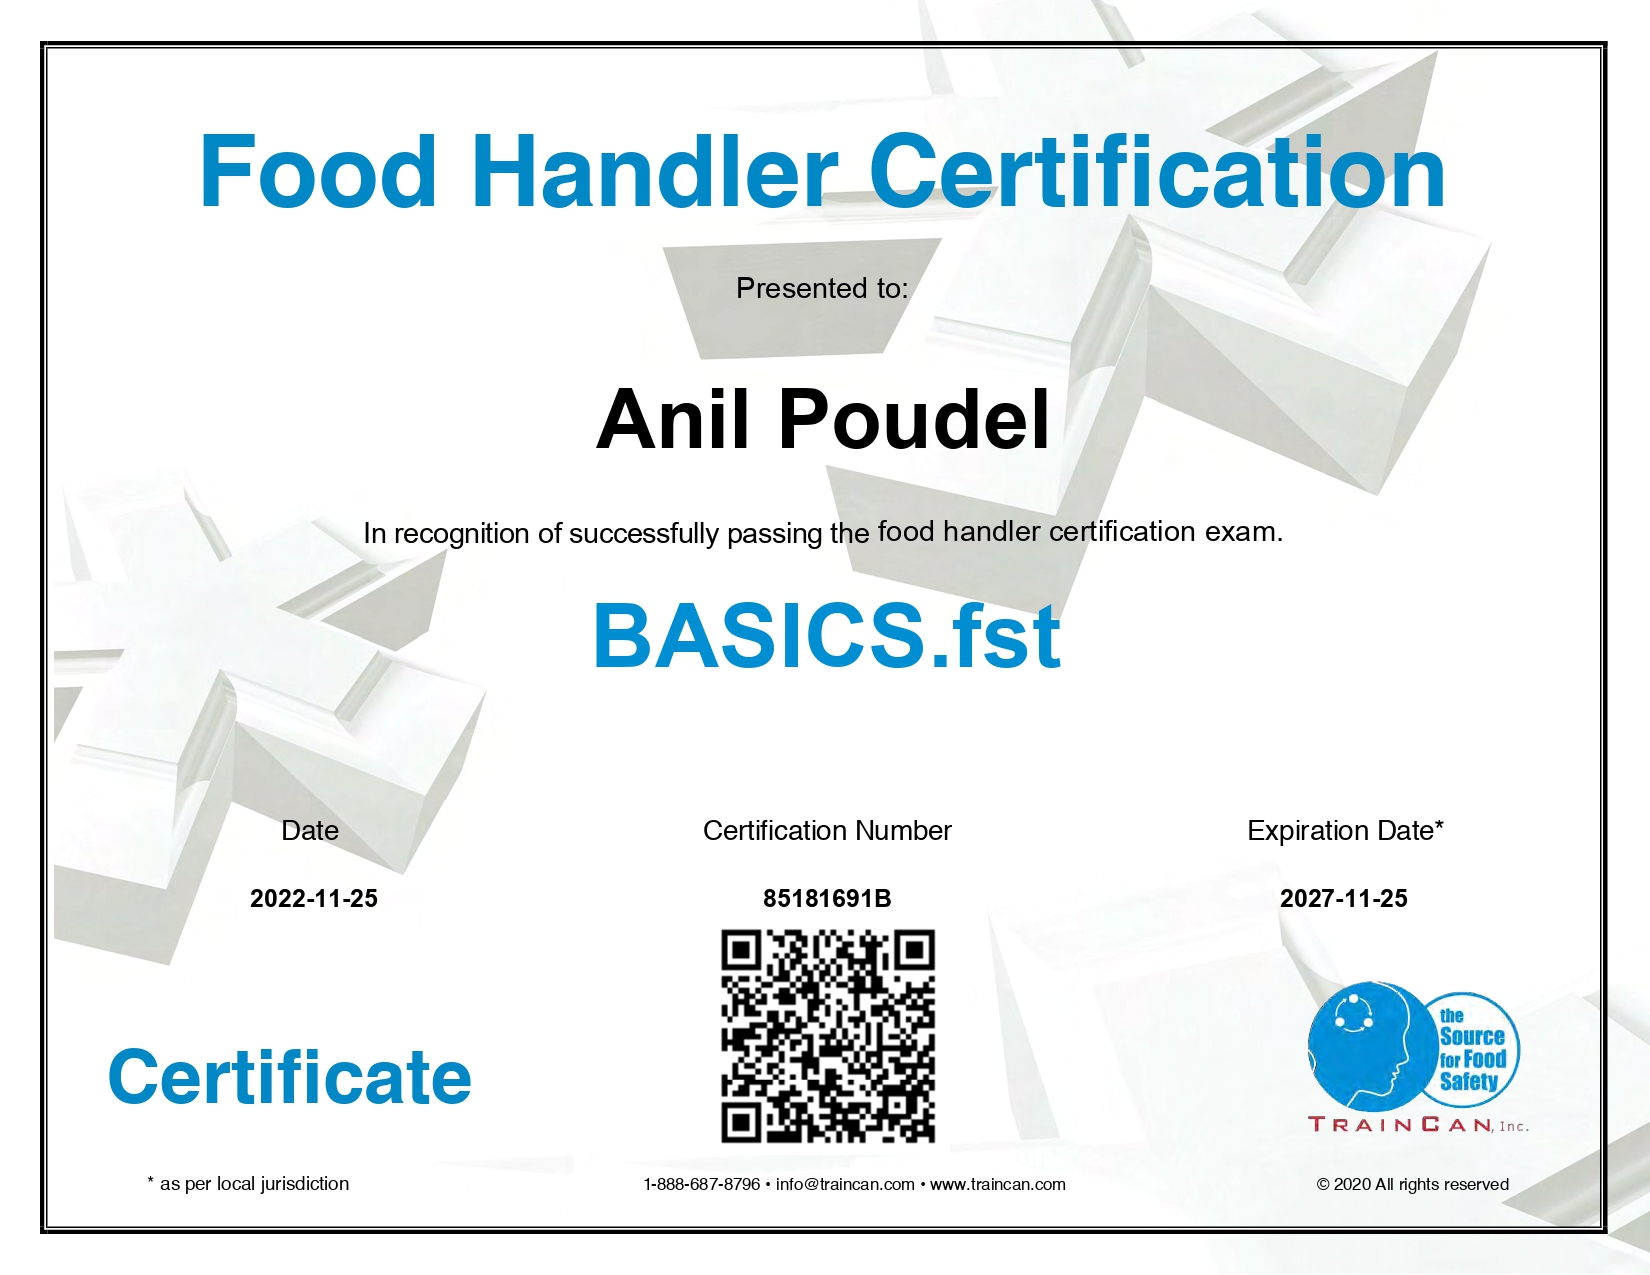 Food Handler Certification
Presented to:
Anil Poudel
In recognition of successfully passing the food handler certification exam.
BASICS.fst
Date
Certification Number
Expiration Date*
2022-11-25
85181691B
2027-11-25
Certificate
the
Source
for Food
Safety
TRAINCAN, Inc.
* as per local jurisdiction
1-888-687-8796 • info@traincan.com • www.traincan.com
© 2020 All rights reserved